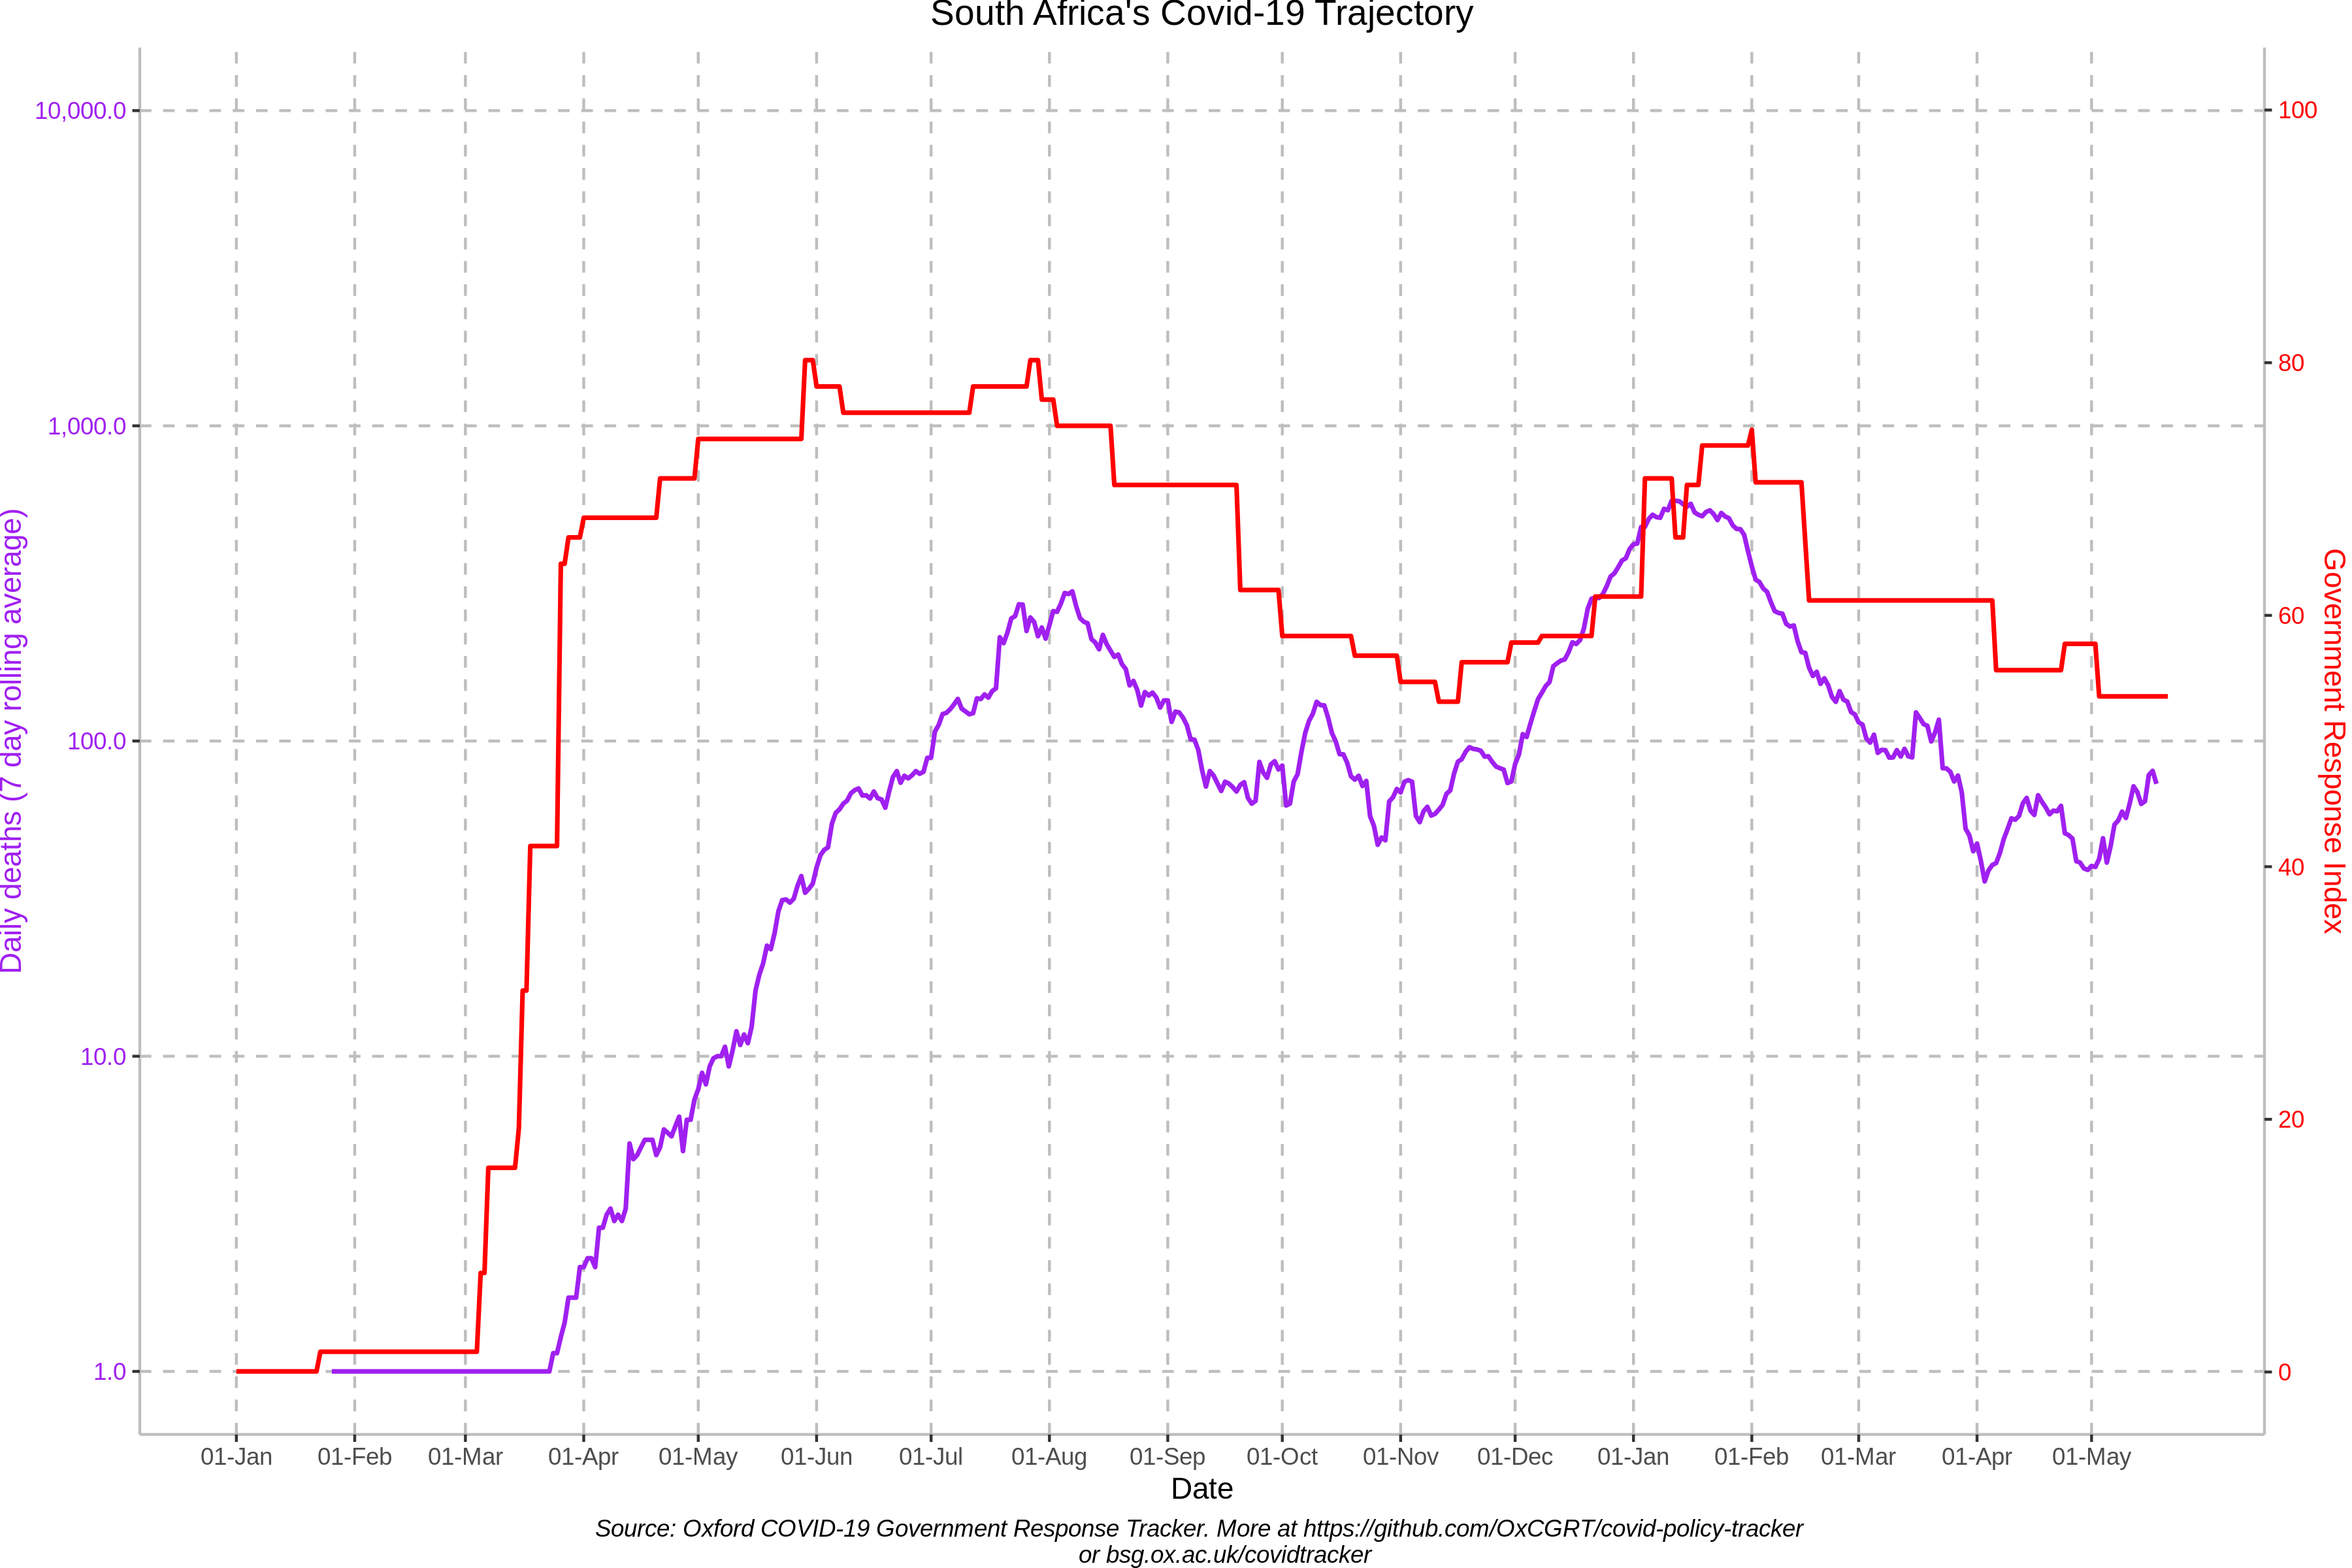 South Africa's Covid-19 Trajectory
10,000.0
1,000.0
100.0
10.0
1.0
Daily deaths (7 day rolling average)
100
80
60
40
20
0
Government Response Index
01-Jan 01-Feb 01-Mar 01-Apr 01-May 01-Jun 01-Jul 01-Aug 01-Sep 01-Oct 01-Nov 01-Dec 01-Jan 01-Feb 01-Mar 01-Apr 01-May
Date
Source: Oxford COVID-19 Government Response Tracker. More at https://github.com/OxCGRT/covid-policy-tracker
or bsg.ox.ac.uk/covidtracker